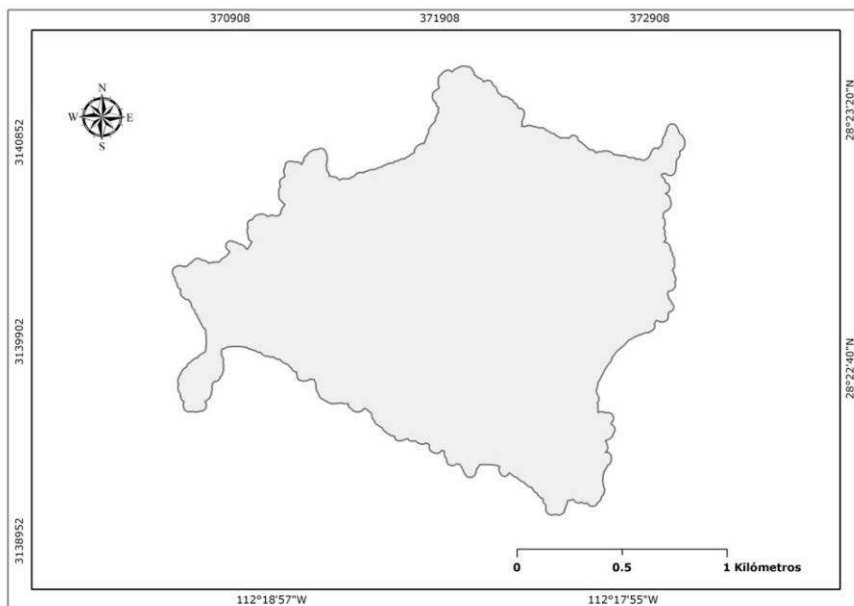 370908 371908 372908
N
W E
S
3140852
28°23'20"N
3139902
28°22'40"N
3138952
0 0.5 1 Kilómetros
112°18'57"W 112°17'55"W